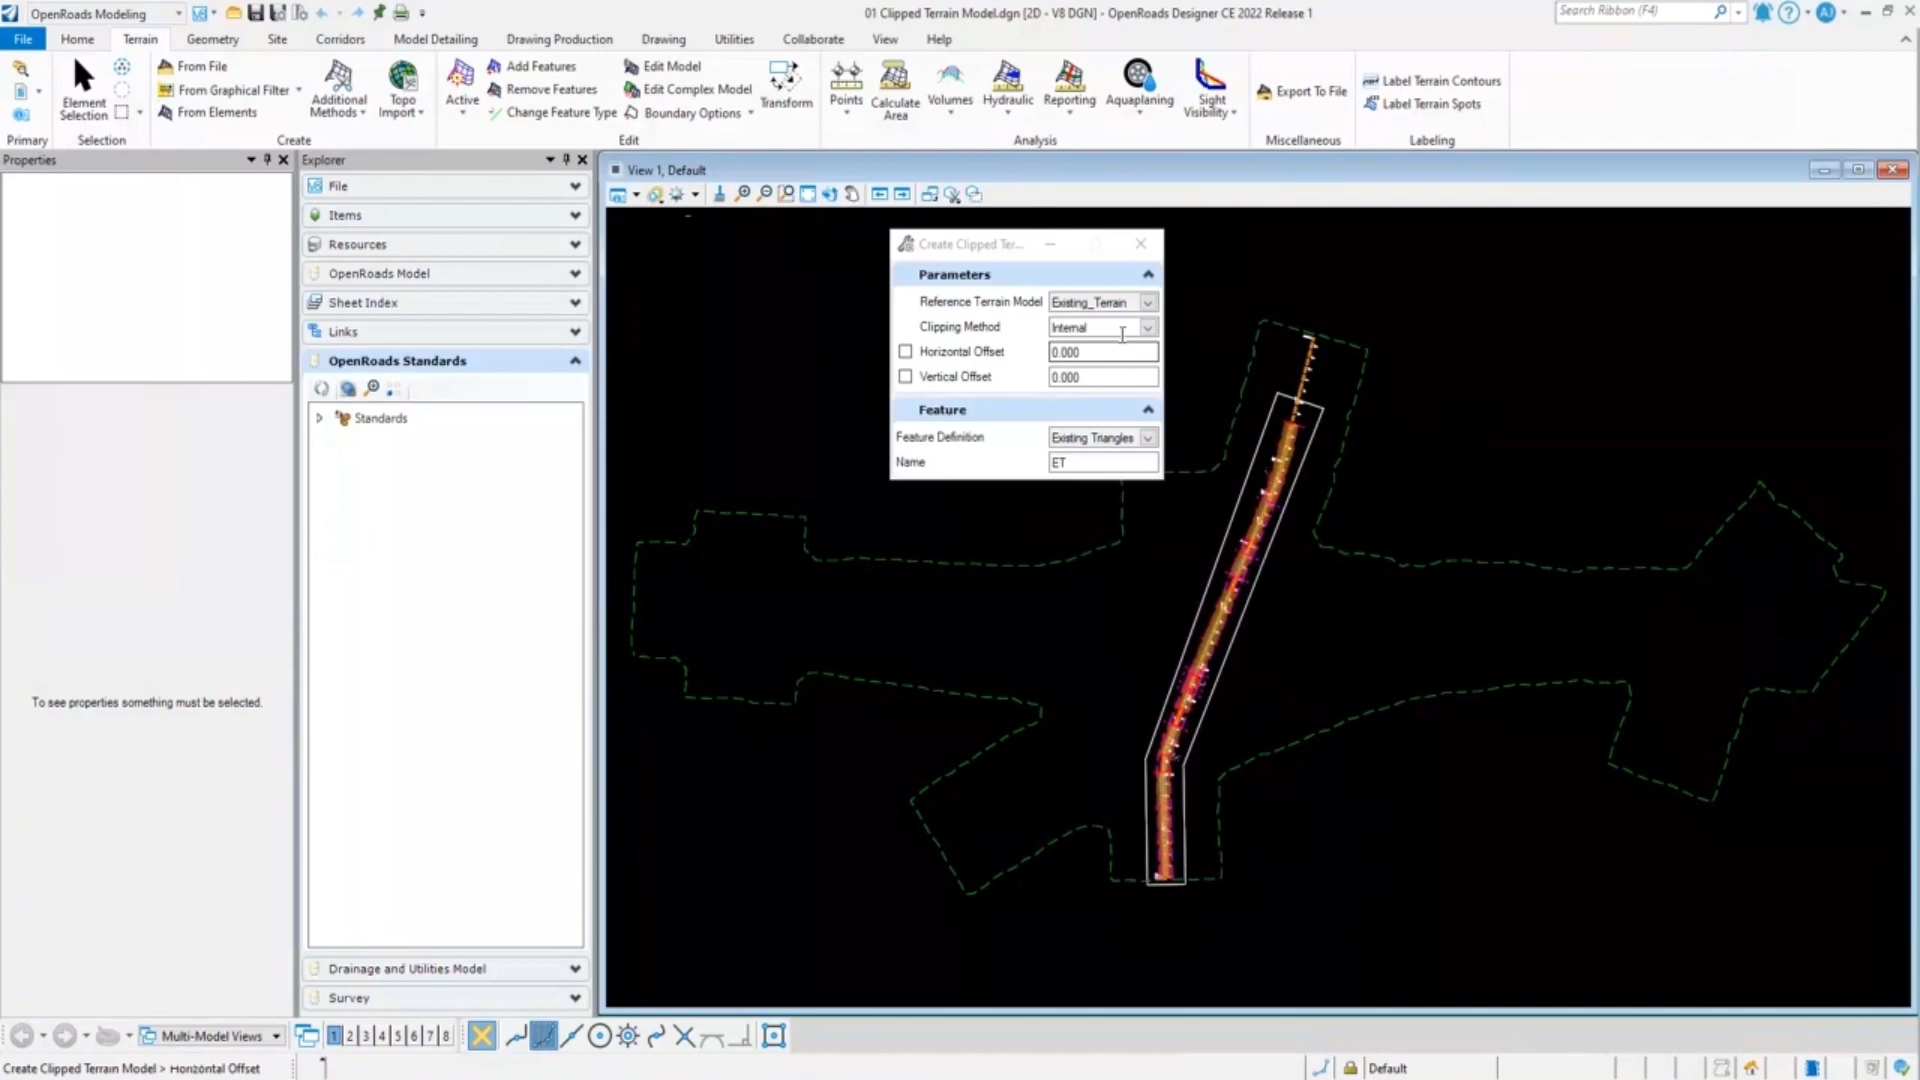 OpenRoads Modeling
01 Clipped Terrain Model.dgn [2D - V8 DGN] - OpenRoads Designer CE 2022 Release 1
Search Ribbon (F4)
AJ
File Home Terrain Geometry Site Corridors Model Detailing Drawing Production Drawing Utilities Collaborate View Help
From File
From Graphical Filter
From Elements
Element Selection
Additional Methods
Topo Import
Active
Add Features
Remove Features
Change Feature Type
Edit Model
Edit Complex Model
Boundary Options
Transform
Points
Calculate Area
Volumes
Hydraulic
Reporting
Aquaplaning
Sight Visibility
Export To File
Label Terrain Contours
Label Terrain Spots
Primary Selection Create Edit Analysis Miscellaneous Labeling
Properties
To see properties something must be selected.
Explorer
File
Items
Resources
OpenRoads Model
Sheet Index
Links
OpenRoads Standards
Standards
Drainage and Utilities Model
Survey
View 1, Default
Create Clipped Ter...
Parameters
Reference Terrain Model Existing_Terrain
Clipping Method Internal
Horizontal Offset 0.000
Vertical Offset 0.000
Feature
Feature Definition Existing Triangles
Name ET
Multi-Model Views
1 2 3 4 5 6 7 8
Create Clipped Terrain Model > Horizontal Offset
Default